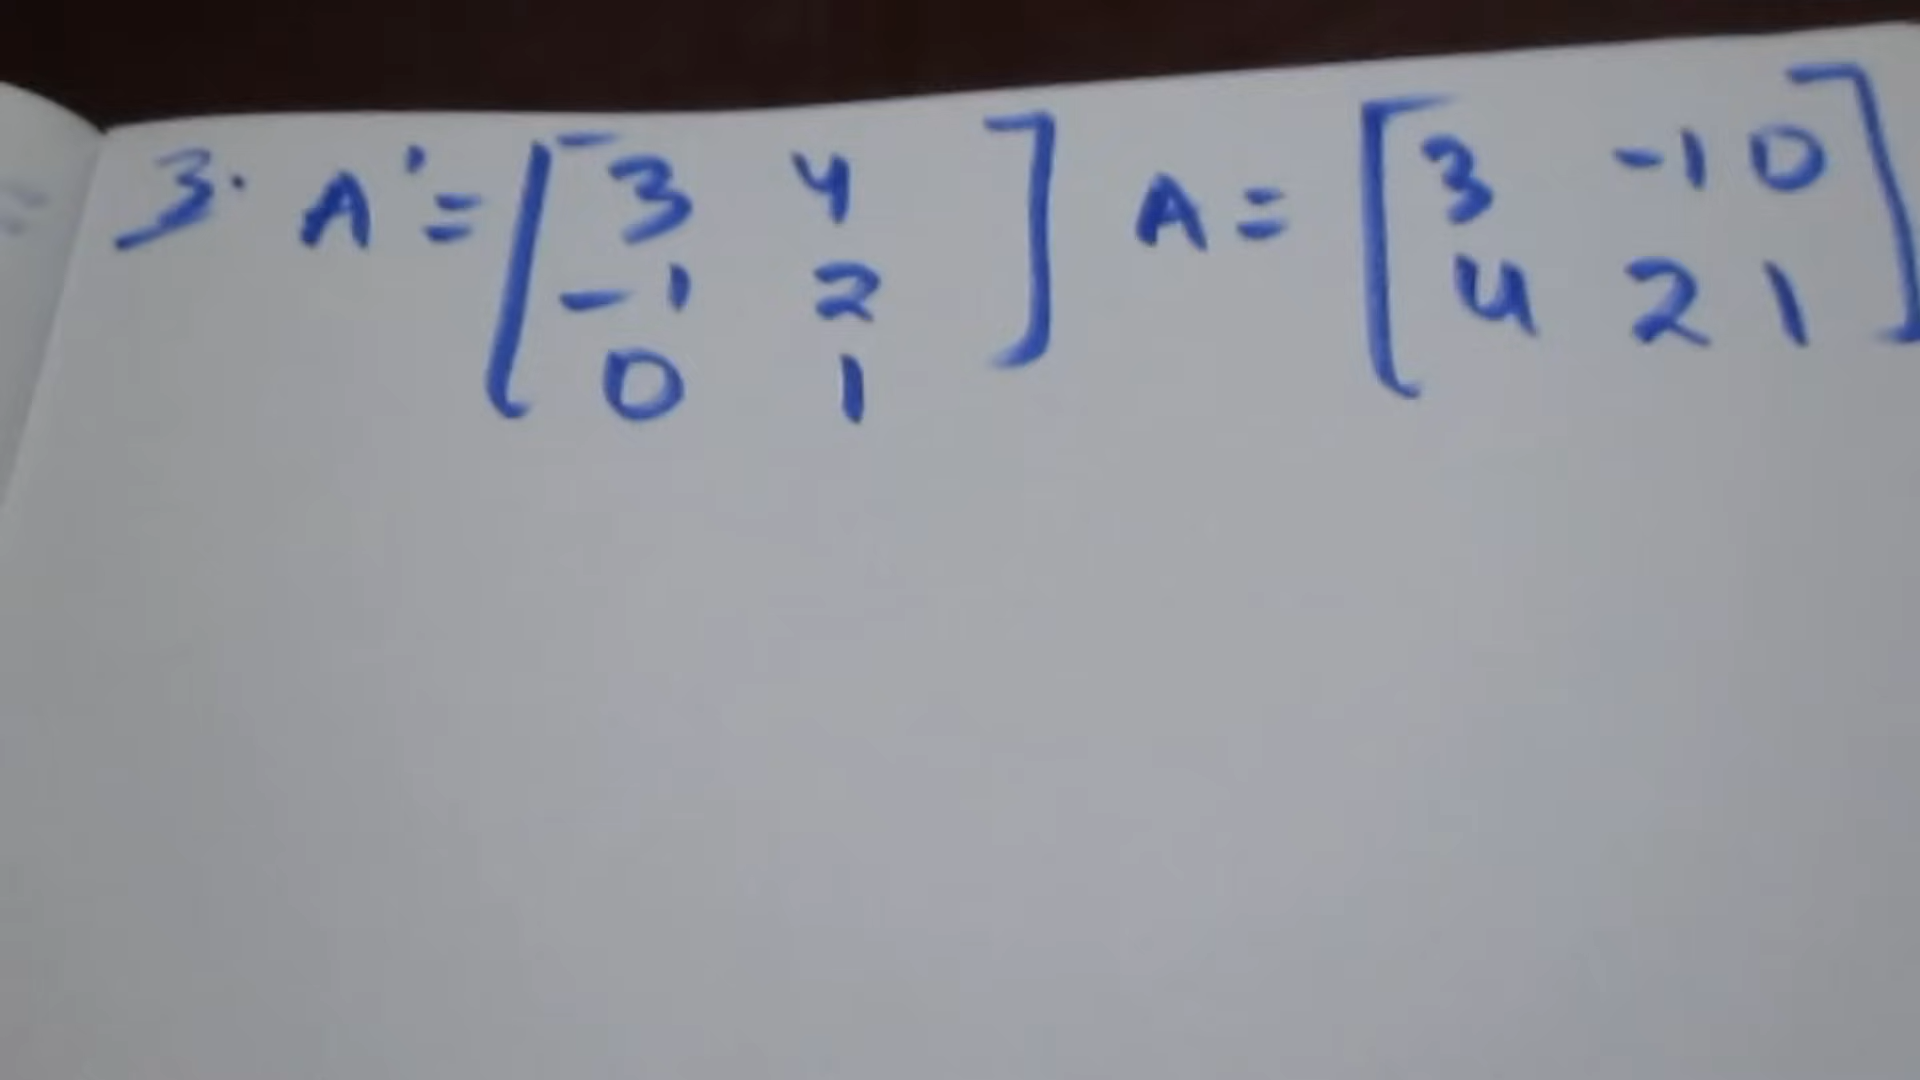 3. A' = [ 3 4 ] A = [ 3 -1 0 ]
-1 2 4 2 1
0 1